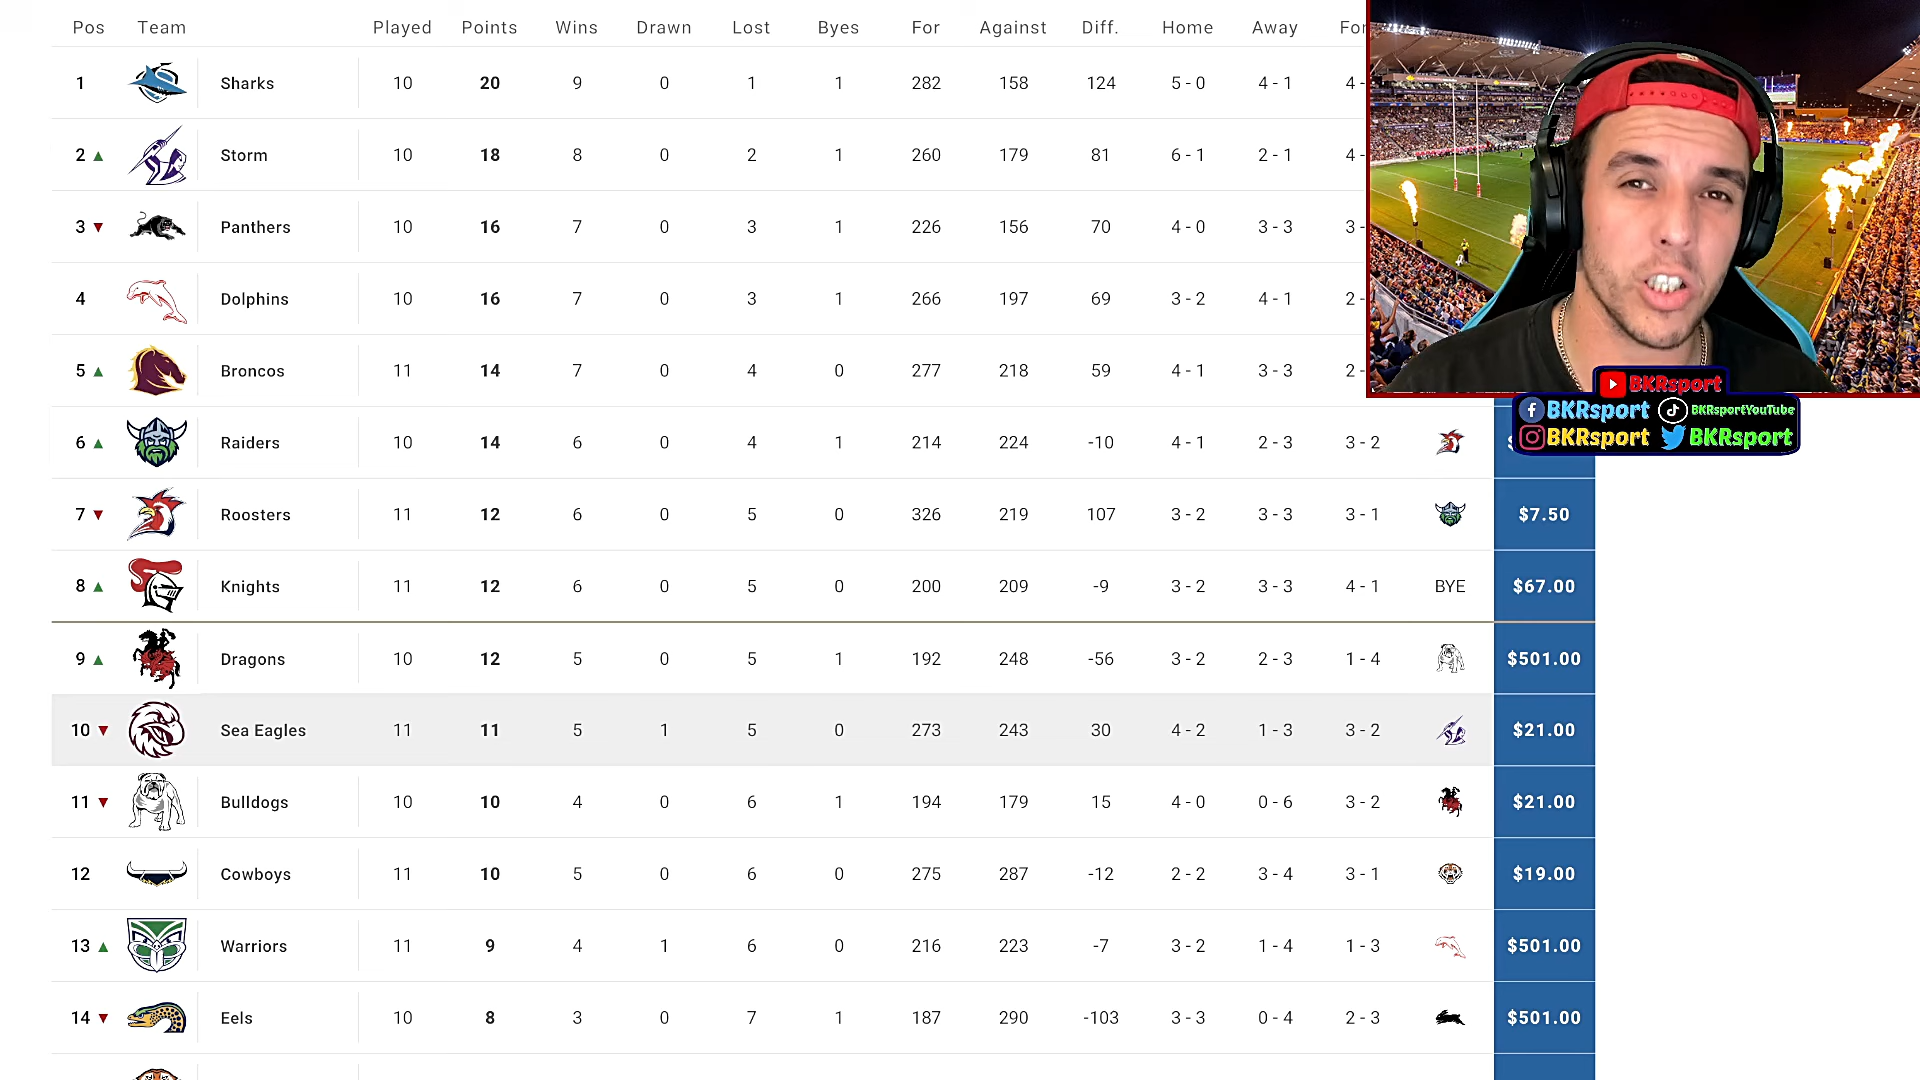 Pos Team Played Points Wins Drawn Lost Byes For Against Diff. Home Away
1 Sharks 10 20 9 0 1 1 282 158 124 5 - 0 4 - 1 4 -
2 Storm 10 18 8 0 2 1 260 179 81 6 - 1 2 - 1 4 -
3 Panthers 10 16 7 0 3 1 226 156 70 4 - 0 3 - 3 3 -
4 Dolphins 10 16 7 0 3 1 266 197 69 3 - 2 4 - 1 2 -
5 Broncos 11 14 7 0 4 0 277 218 59 4 - 1 3 - 3 2 -
BKRsport
BKRsport BKRsportYouTube
BKRsport BKRsport
6 Raiders 10 14 6 0 4 1 214 224 -10 4 - 1 2 - 3 3 - 2
7 Roosters 11 12 6 0 5 0 326 219 107 3 - 2 3 - 3 3 - 1 $7.50
8 Knights 11 12 6 0 5 0 200 209 -9 3 - 2 3 - 3 4 - 1 BYE $67.00
9 Dragons 10 12 5 0 5 1 192 248 -56 3 - 2 2 - 3 1 - 4 $501.00
10 Sea Eagles 11 11 5 1 5 0 273 243 30 4 - 2 1 - 3 3 - 2 $21.00
11 Bulldogs 10 10 4 0 6 1 194 179 15 4 - 0 0 - 6 3 - 2 $21.00
12 Cowboys 11 10 5 0 6 0 275 287 -12 2 - 2 3 - 4 3 - 1 $19.00
13 Warriors 11 9 4 1 6 0 216 223 -7 3 - 2 1 - 4 1 - 3 $501.00
14 Eels 10 8 3 0 7 1 187 290 -103 3 - 3 0 - 4 2 - 3 $501.00